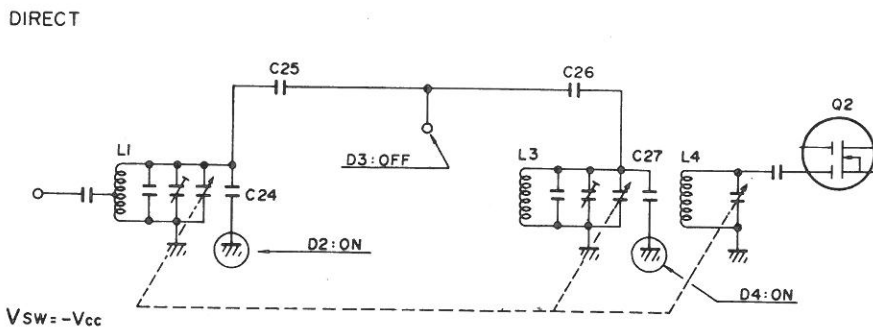 DIRECT
C25
C26
Q2
L1
D3:OFF
L3
C27
L4
C24
D2:ON
D4:ON
VSW=-Vcc